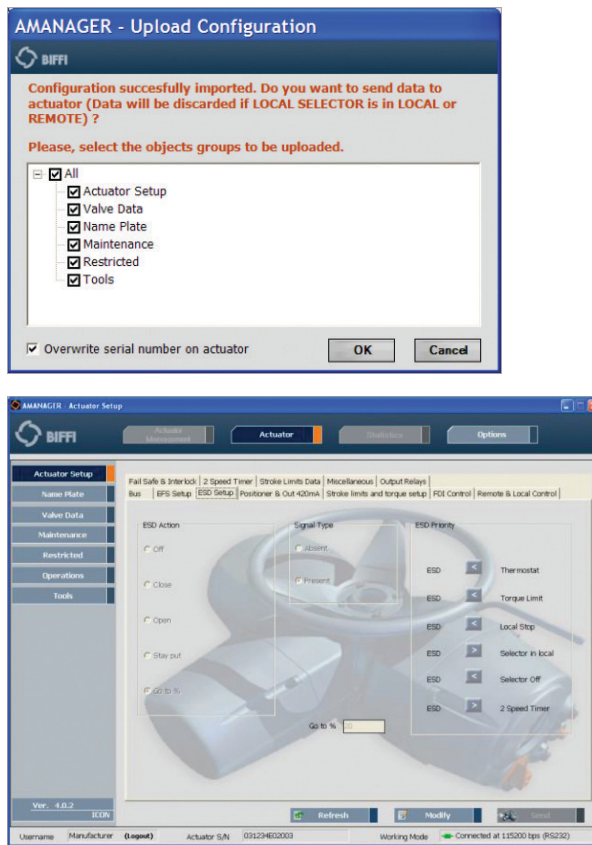 AMANAGER - Upload Configuration
BIFFI
Configuration succesfully imported. Do you want to send data to
actuator (Data will be discarded if LOCAL SELECTOR is in LOCAL or
REMOTE) ?
Please, select the objects groups to be uploaded.
All
Actuator Setup
Valve Data
Name Plate
Maintenance
Restricted
Tools
Overwrite serial number on actuator
OK Cancel
AMANAGER - Actuator Setup
BIFFI
Actuator
Management
Actuator
Statistics
Options
Actuator Setup
Name Plate
Valve Data
Maintenance
Restricted
Operations
Tools
Fail Safe & Interlock 2 Speed Timer Stroke Limits Data Miscellaneous Output Relays
Bus EFS Setup ESD Setup Positioner & Out 420mA Stroke limits and torque setup FDI Control Remote & Local Control
ESD Action
Off
Close
Open
Stay put
Go to %
Signal Type
Absent
Present
ESD Priority
ESD < Thermostat
ESD < Torque Limit
ESD < Local Stop
ESD > Selector in local
ESD < Selector Off
ESD > 2 Speed Timer
Go to %
Ver. 4.0.2
ICON
Refresh Modify Send
Username Manufacturer (Logout) Actuator S/N 031234E02003 Working Mode Connected at 115200 bps (RS232)